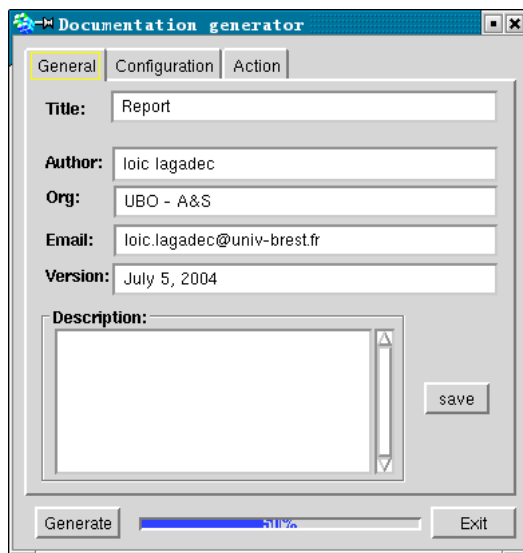 Documentation generator
General Configuration Action
Title: Report
Author: loic lagadec
Org: UBO - A&S
Email: loic.lagadec@univ-brest.fr
Version: July 5, 2004
Description:
save
Generate 50% Exit